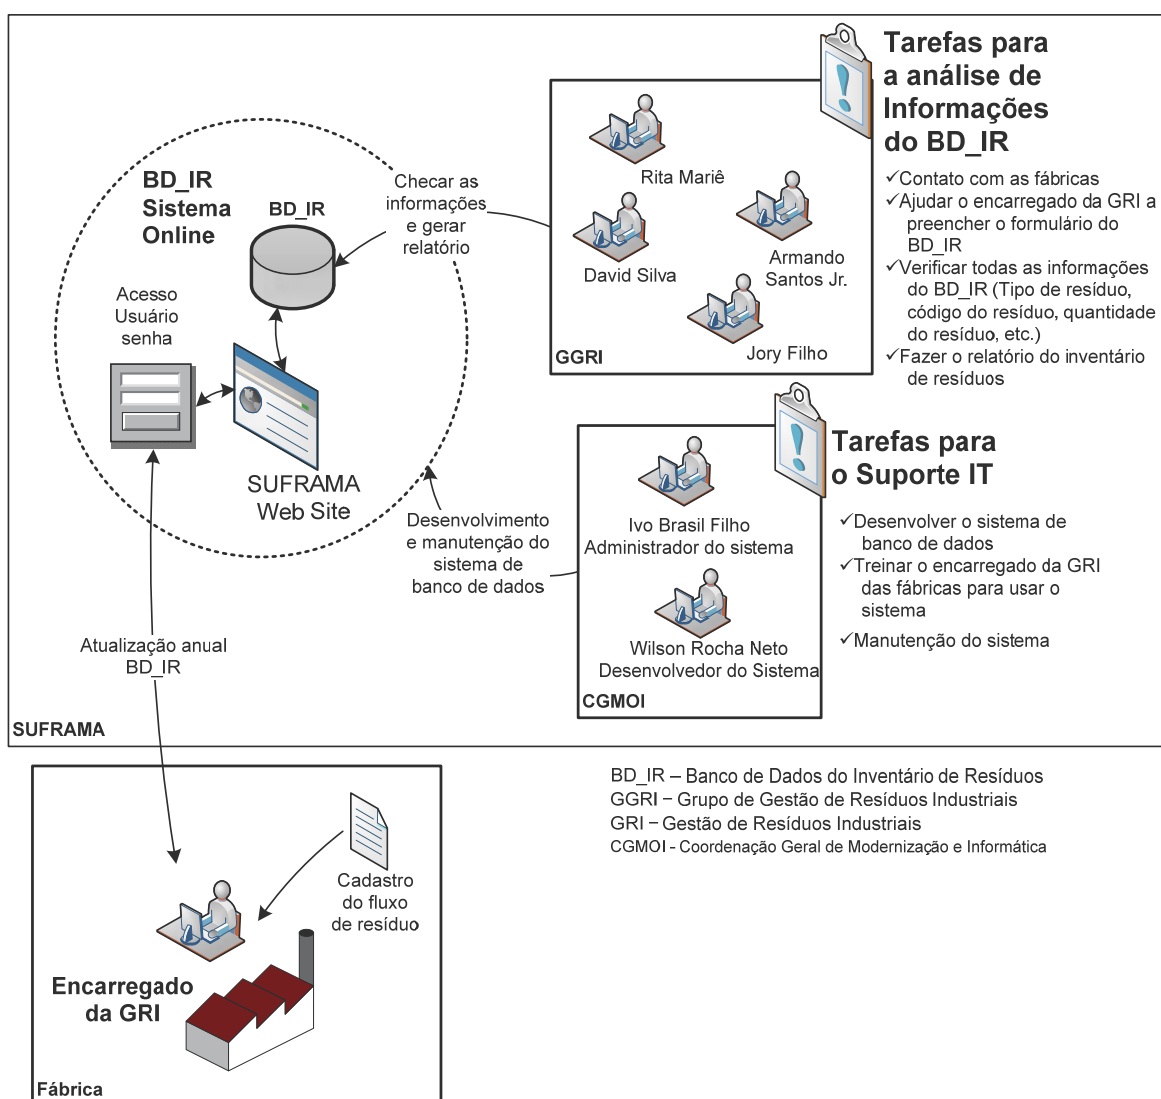 Tarefas para
a análise de
Informações
do BD_IR
✓Contato com as fábricas
✓Ajudar o encarregado da GRI a
preencher o formulário do
BD_IR
✓Verificar todas as informações
do BD_IR (Tipo de resíduo,
código do resíduo, quantidade
do resíduo, etc.)
✓Fazer o relatório do inventário
de resíduos
Rita Mariê
David Silva
Armando
Santos Jr.
Jory Filho
GGRI
Checar as
informações
e gerar
relatório
BD_IR
Sistema
Online
BD_IR
Acesso
Usuário
senha
SUFRAMA
Web Site
Tarefas para
o Suporte IT
✓Desenvolver o sistema de
banco de dados
✓Treinar o encarregado da GRI
das fábricas para usar o
sistema
✓Manutenção do sistema
Ivo Brasil Filho
Administrador do sistema
Wilson Rocha Neto
Desenvolvedor do Sistema
CGMOI
Desenvolvimento
e manutenção do
sistema de
banco de dados
Atualização anual
BD_IR
SUFRAMA
BD_IR – Banco de Dados do Inventário de Resíduos
GGRI – Grupo de Gestão de Resíduos Industriais
GRI – Gestão de Resíduos Industriais
CGMOI - Coordenação Geral de Modernização e Informática
Cadastro
do fluxo
de resíduo
Encarregado
da GRI
Fábrica